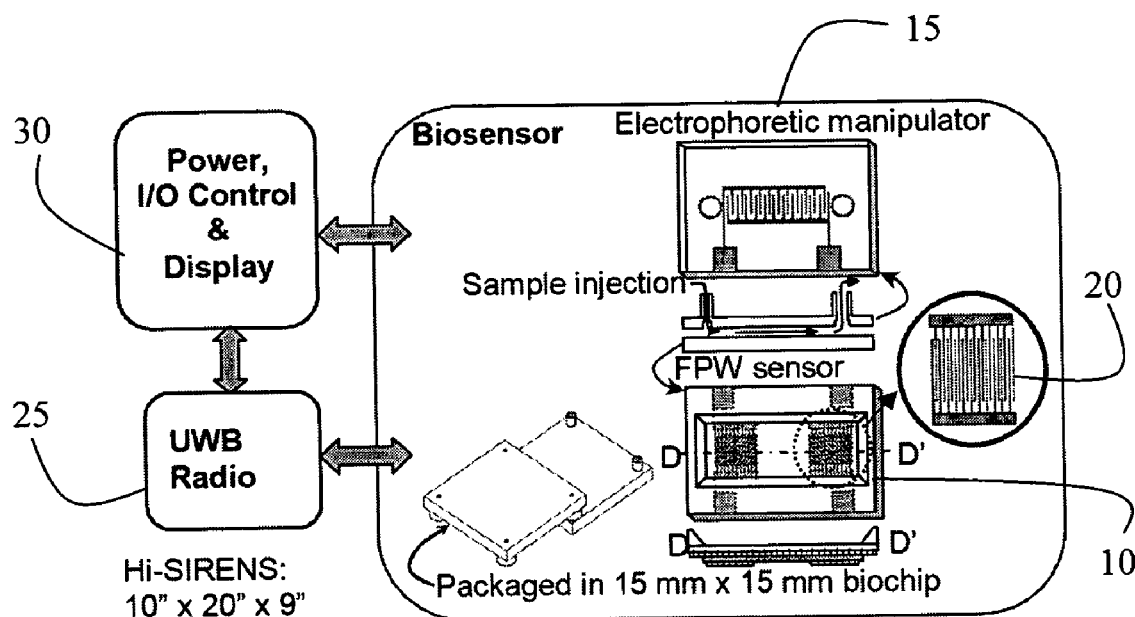 15
30
Power,
I/O Control
&
Display
Biosensor
Electrophoretic manipulator
Sample injection
20
FPW sensor
25
UWB
Radio
D
D'
D
D'
10
Packaged in 15 mm x 15 mm biochip
Hi-SIRENS:
10” x 20” x 9”